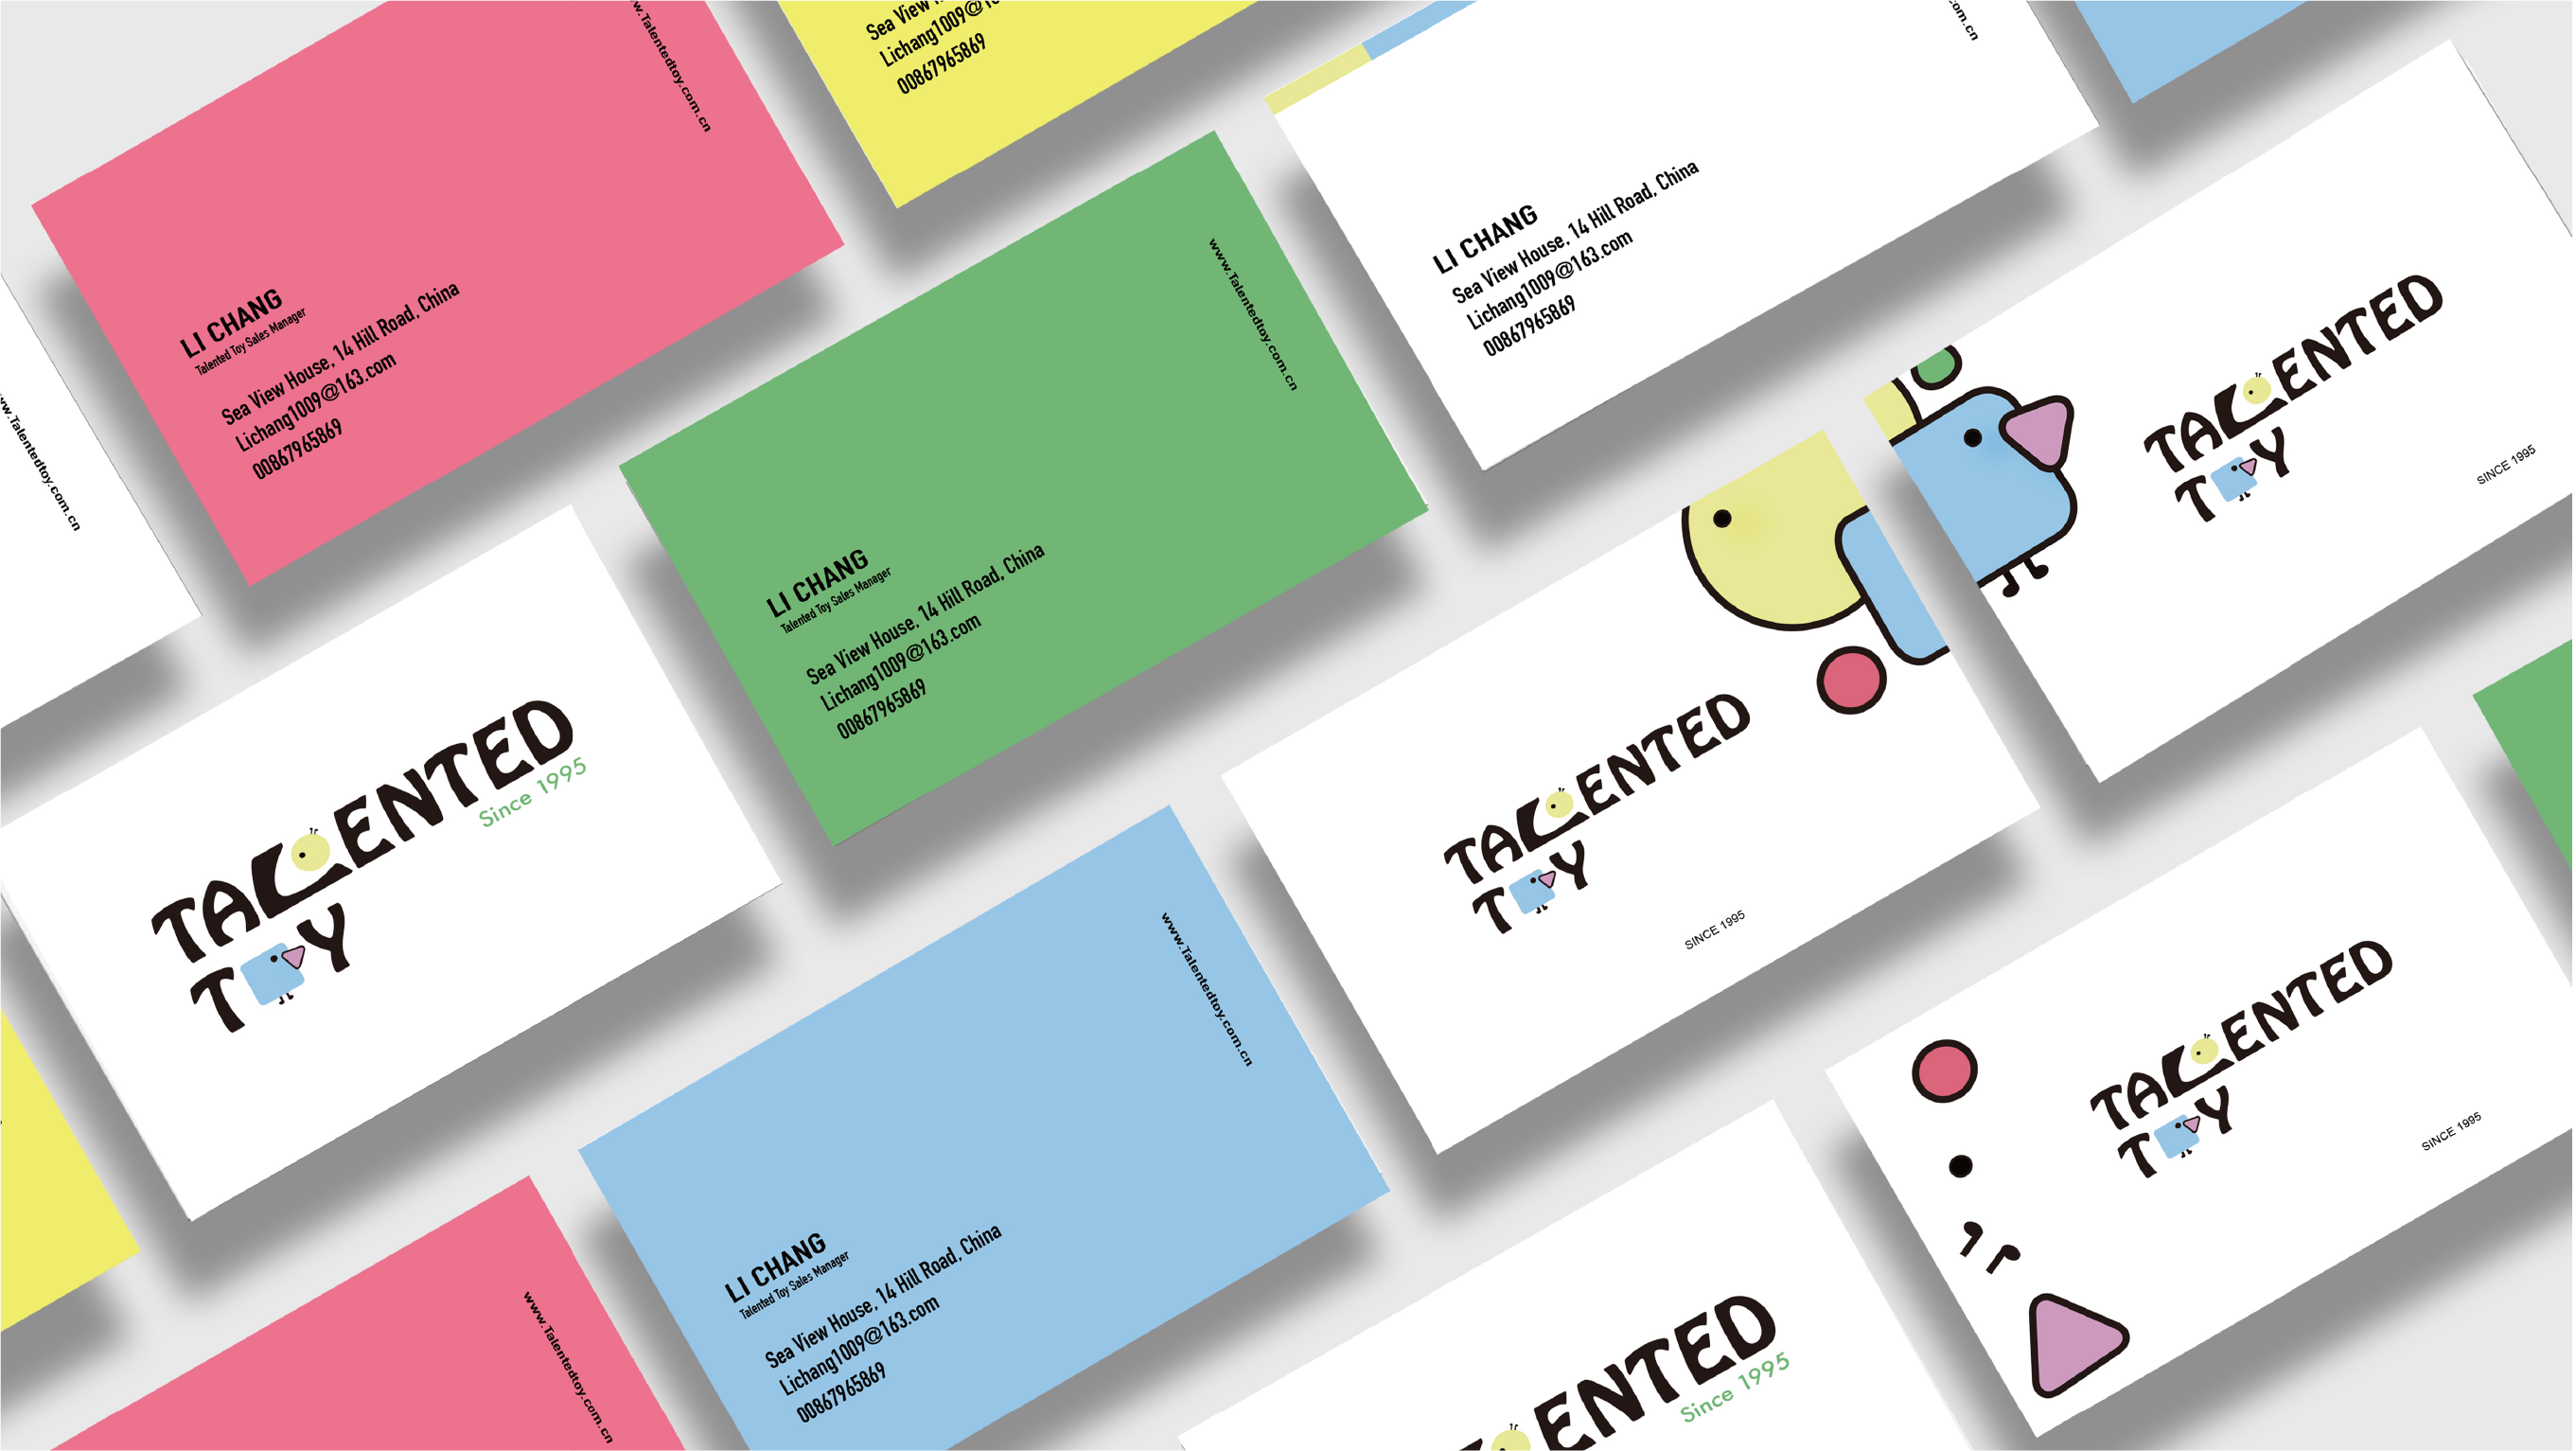 www.Talentedtoy.com.cn
LI CHANG
Talented Toy Sales Manager
Sea View House, 14 Hill Road, China
Lichang1009@163.com
00867965869
Sea View
Lichang1009@
00867965869
LI CHANG
Sea View House, 14 Hill Road, China
Lichang1009@163.com
00867965869
www.Talentedtoy.com.cn
LI CHANG
Talented Toy Sales Manager
Sea View House, 14 Hill Road, China
Lichang1009@163.com
00867965869
TALENTED
TOY
SINCE 1995
www.Talentedtoy.com.cn
TALENTED
Since 1995
TOY
TALENTED
TOY
SINCE 1995
www.Talentedtoy.com.cn
LI CHANG
Talented Toy Sales Manager
Sea View House, 14 Hill Road, China
Lichang1009@163.com
00867965869
TALENTED
TOY
SINCE 1995
www.Talentedtoy.com.cn
ENTED
Since 1995